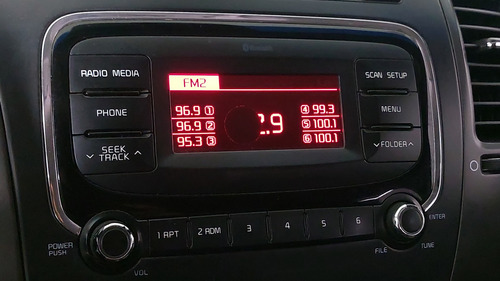 Bluetooth
RADIO MEDIA
FM2
SCAN SETUP
96.9 1 4 99.3
PHONE
96.9 2 .9 5 100.1
MENU
95.3 3 6 100.1
SEEK
TRACK
FOLDER
POWER
PUSH
VOL
1 RPT
2 RDM
3
4
5
6
FILE
ENTER
TUNE